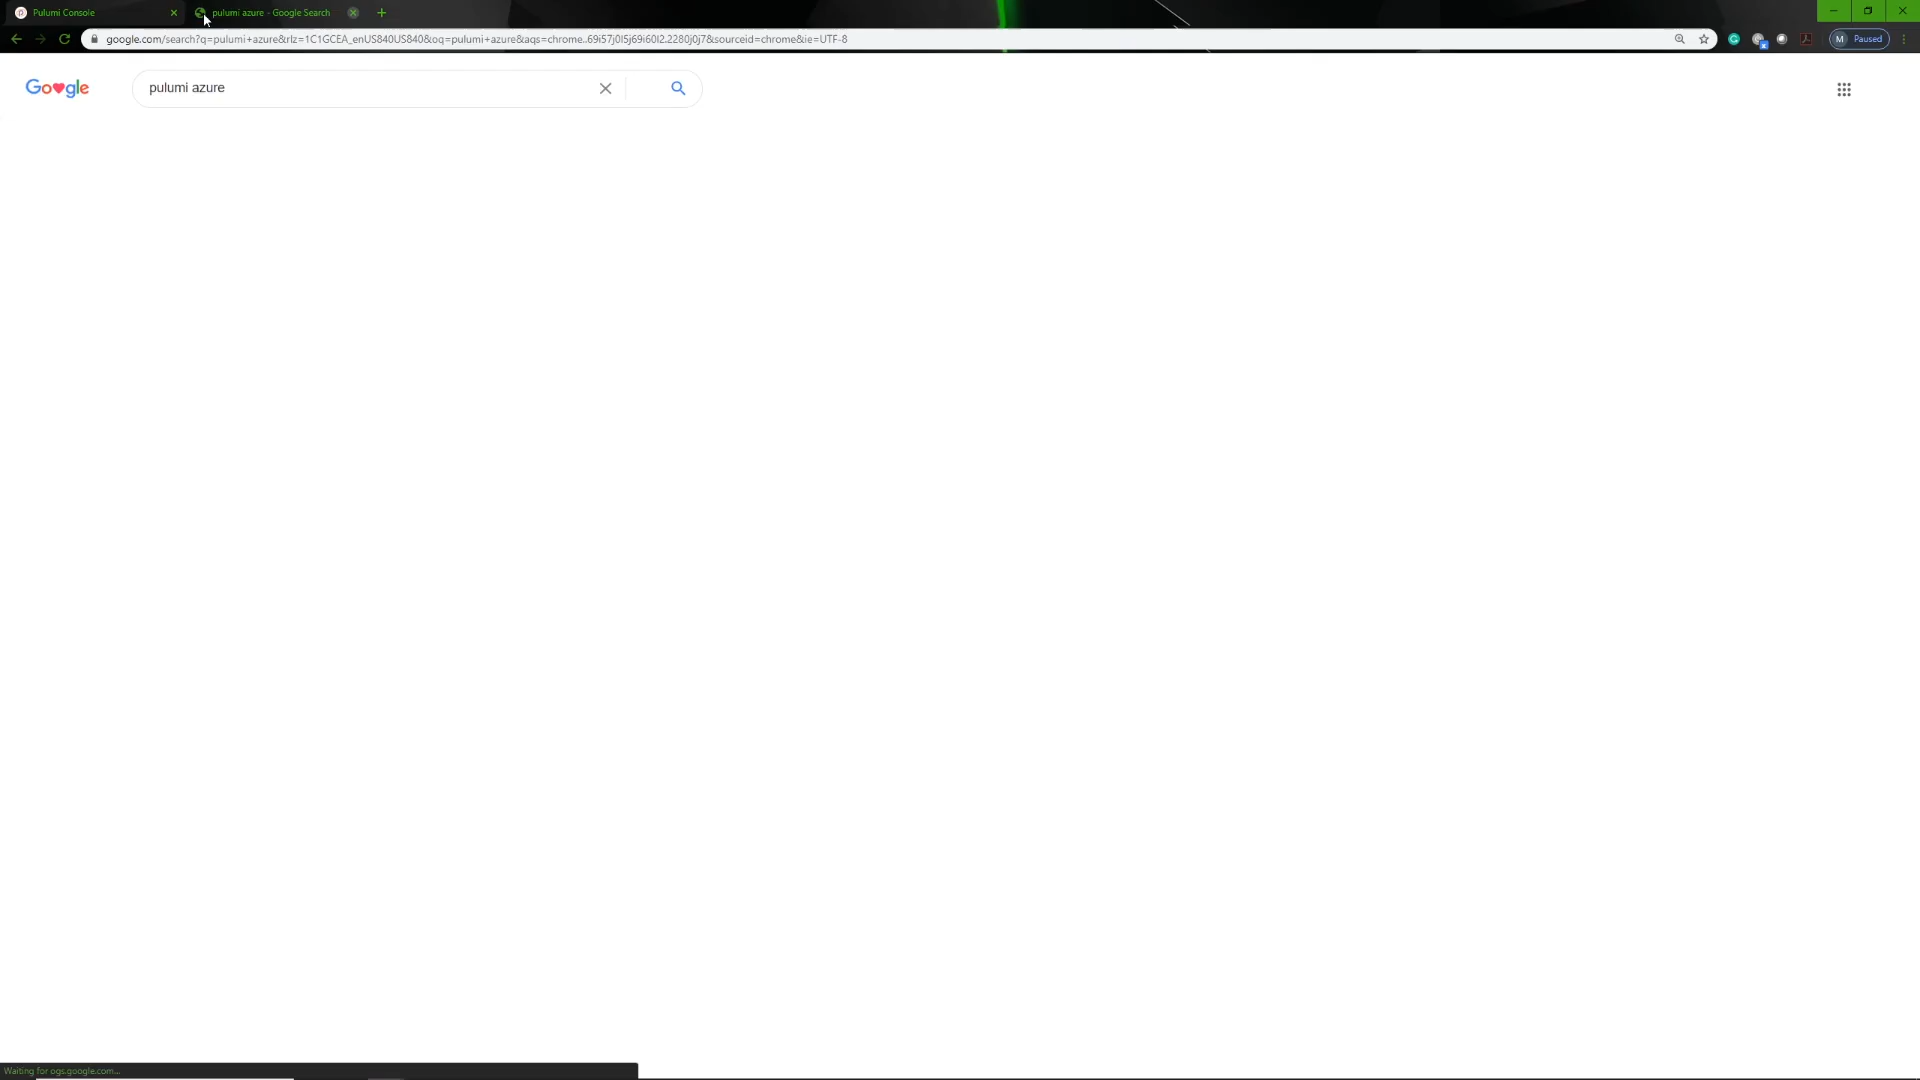 Pulumi Console
pulumi azure - Google Search
google.com/search?q=pulumi+azure&rlz=1C1GCEA_enUS840US840&oq=pulumi+azure&aqs=chrome..69i57j0l5j69i60l2.2280j0j7&sourceid=chrome&ie=UTF-8
M Paused
Google
pulumi azure
Waiting for ogs.google.com...